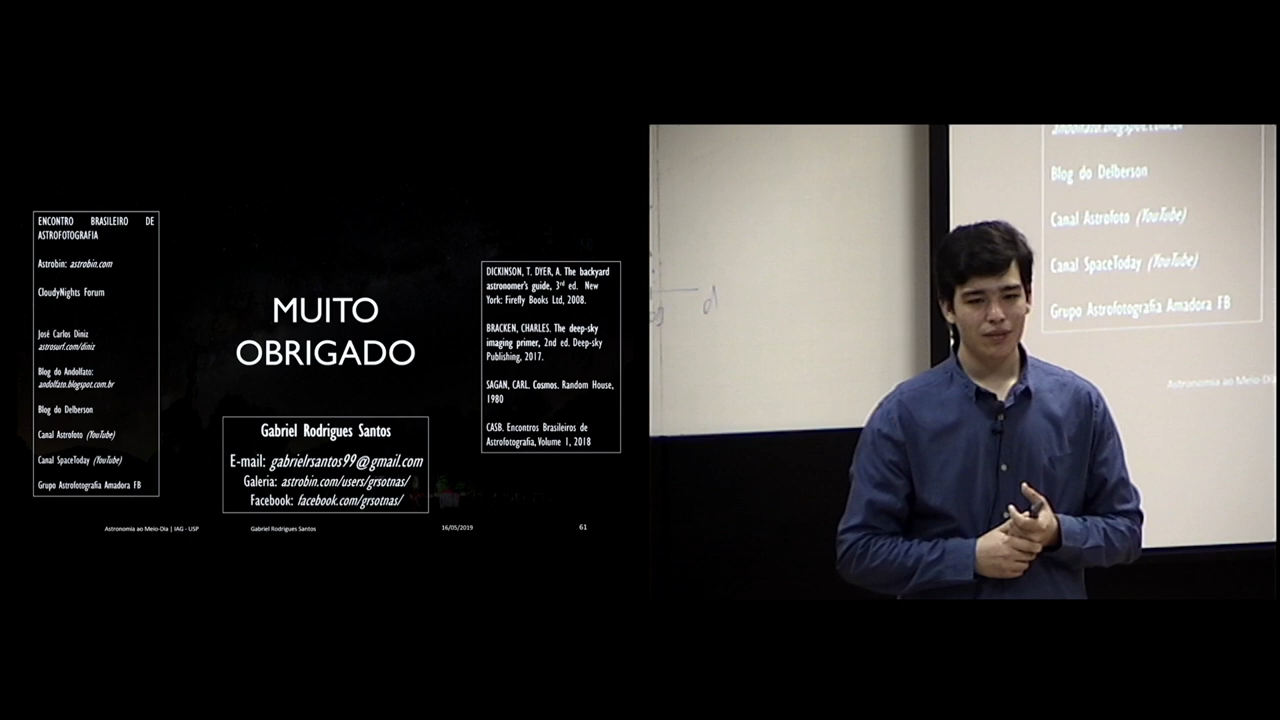 ENCONTRO BRASILEIRO DE
ASTROFOTOGRAFIA
Astrobin: astrobin.com
CloudyNights Forum
José Carlos Diniz
astrosurf.com/diniz
Blog do Andolfato:
andolfato.blogspot.com.br
Blog do Delberson
Canal Astrofoto (YouTube)
Canal SpaceToday (YouTube)
Grupo Astrofotografia Amadora FB
MUITO
OBRIGADO
Gabriel Rodrigues Santos
E-mail: gabrielrsantos99@gmail.com
Galeria: astrobin.com/users/grsotnas/
Facebook: facebook.com/grsotnas/
DICKINSON, T. DYER, A. The backyard
astronomer's guide, 3rd ed. New
York: Firefly Books Ltd, 2008.
BRACKEN, CHARLES. The deep-sky
imaging primer, 2nd ed. Deep-sky
Publishing, 2017.
SAGAN, CARL. Cosmos. Random House,
1980
CASB. Encontros Brasileiros de
Astrofotografia, Volume 1, 2018
Astronomia ao Meio-Dia | IAG - USP
Gabriel Rodrigues Santos
16/05/2019
61
andolfato.blogspot.com.br
Blog do Delberson
Canal Astrofoto (YouTube)
Canal SpaceToday (YouTube)
Grupo Astrofotografia Amadora FB
Astronomia ao Meio-Dia